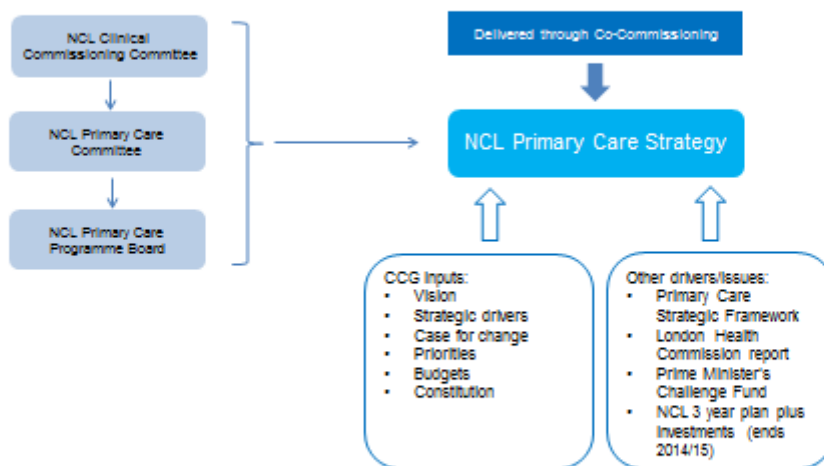 NCL Clinical
Commissioning Committee
NCL Primary Care
Committee
NCL Primary Care
Programme Board
Delivered through Co-Commissioning
NCL Primary Care Strategy
CCG Inputs:
• Vision
• Strategic drivers
• Case for change
• Priorities
• Budgets
• Constitution
Other drivers/issues:
• Primary Care
Strategic Framework
• London Health
Commission report
• Prime Minister's
Challenge Fund
• NCL 3 year plan plus
Investments (ends
2014/15)